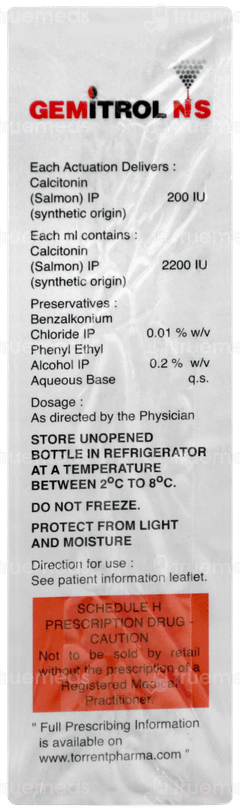 GEMiTROL NS
Each Actuation Delivers :
Calcitonin
(Salmon) IP 200 IU
(synthetic origin)
Each ml contains :
Calcitonin
(Salmon) IP 2200 IU
(synthetic origin)
Preservatives :
Benzalkonium
Chloride IP 0.01 % w/v
Phenyl Ethyl
Alcohol IP 0.2 % w/v
Aqueous Base q.s.
Dosage :
As directed by the Physician
STORE UNOPENED
BOTTLE IN REFRIGERATOR
AT A TEMPERATURE
BETWEEN 2⁰C TO 8⁰C.
DO NOT FREEZE.
PROTECT FROM LIGHT
AND MOISTURE
Direction for use :
See patient information leaflet.
SCHEDULE H
PRESCRIPTION DRUG -
CAUTION
Not to be sold by retail
without the prescription of a
Registered Medical
Practitioner.
" Full Prescribing Information
is available on
www.torrentpharma.com "